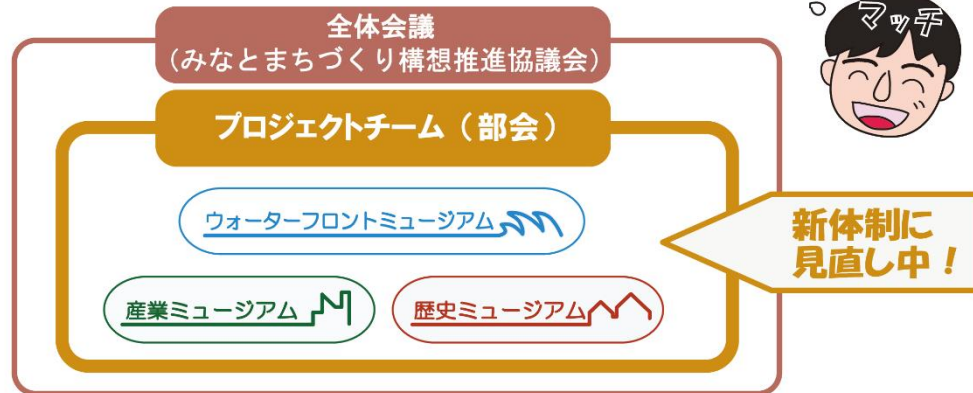 全体会議
（みなとまちづくり構想推進協議会）
マッチ
プロジェクトチーム（部会）
ウォーターフロントミュージアム
新体制に
見直し中！
産業ミュージアム
歴史ミュージアム